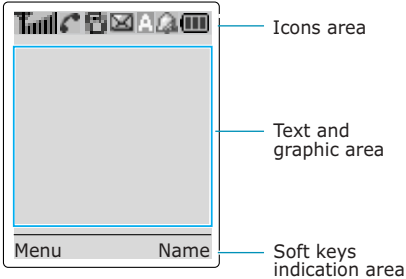 A
Icons area
Text and
graphic area
Menu Name
Soft keys
indication area